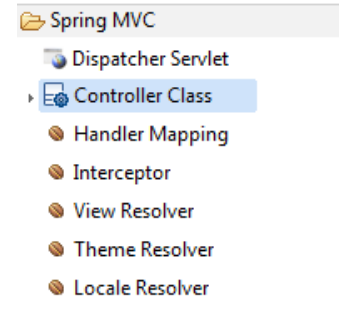 Spring MVC
Dispatcher Servlet
Controller Class
Handler Mapping
Interceptor
View Resolver
Theme Resolver
Locale Resolver